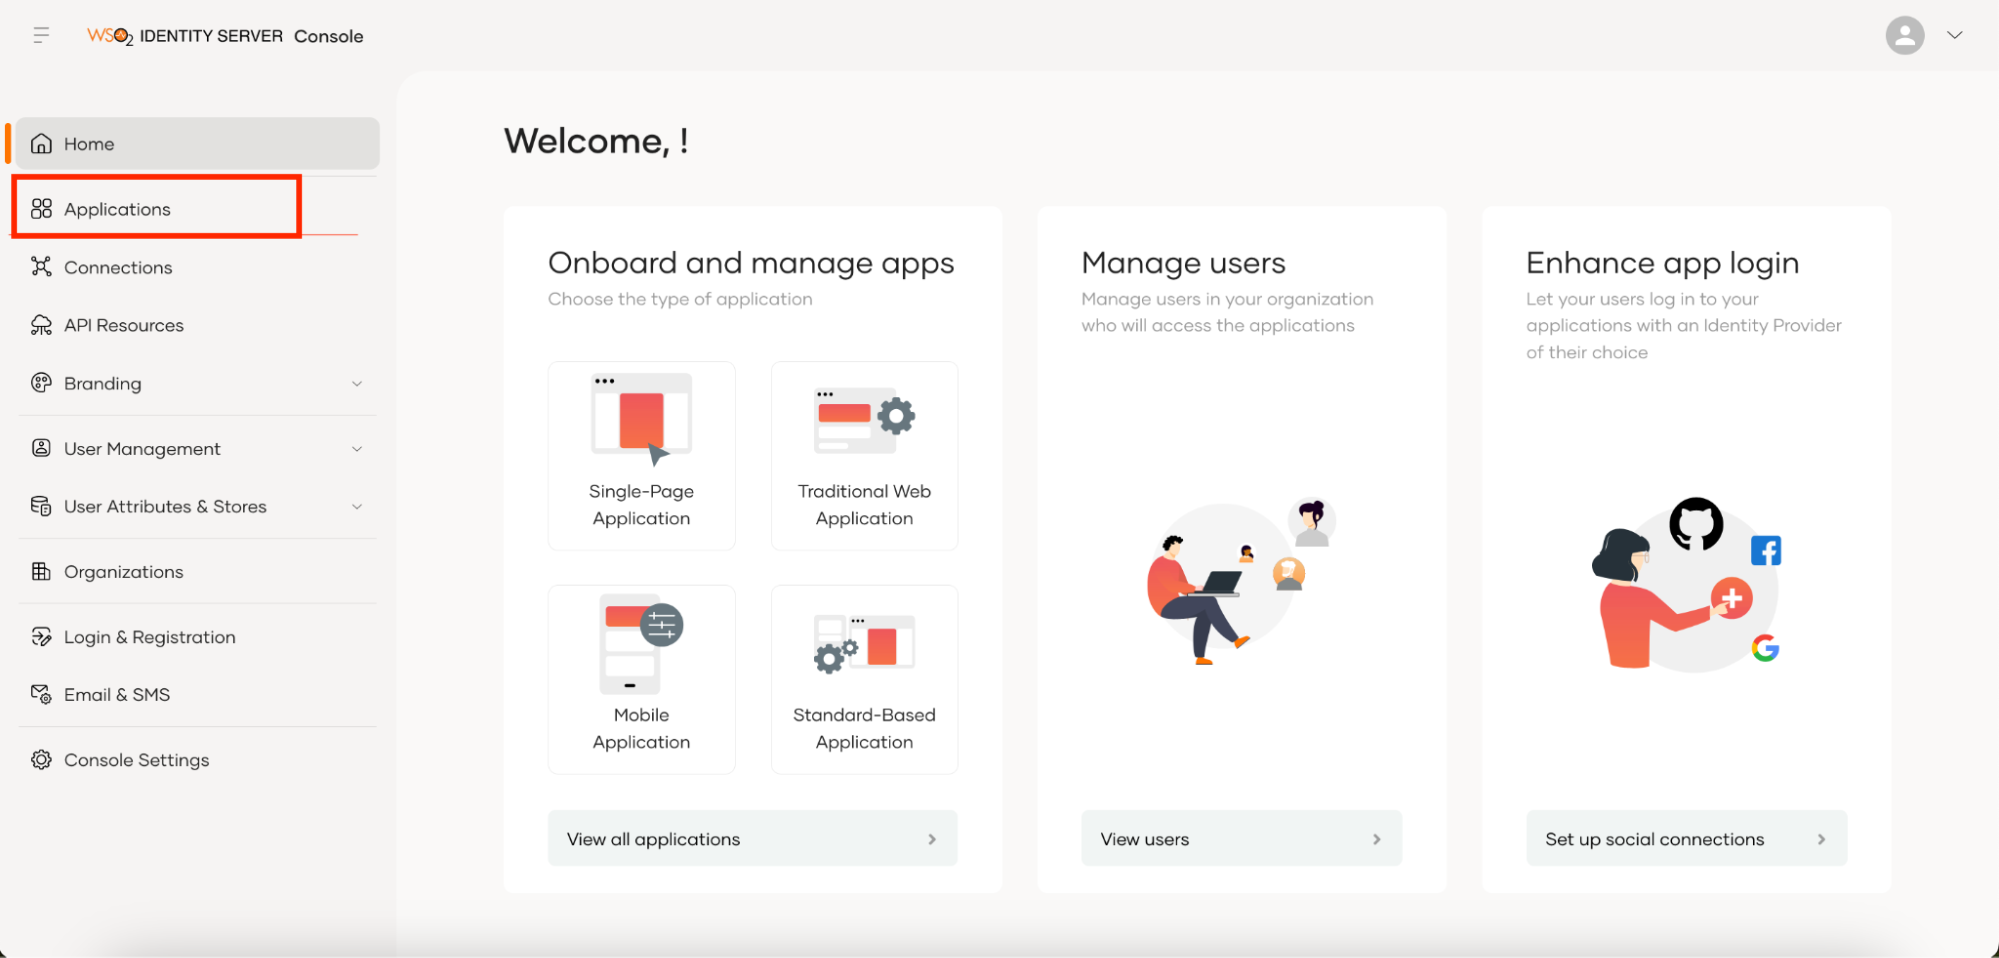 WSO2 IDENTITY SERVER Console
Home
Applications
Connections
API Resources
Branding
User Management
User Attributes & Stores
Organizations
Login & Registration
Email & SMS
Console Settings
Welcome, !
Onboard and manage apps
Choose the type of application
Single-Page
Application
Traditional Web
Application
Mobile
Application
Standard-Based
Application
View all applications
Manage users
Manage users in your organization
who will access the applications
View users
Enhance app login
Let your users log in to your
applications with an Identity Provider
of their choice
Set up social connections